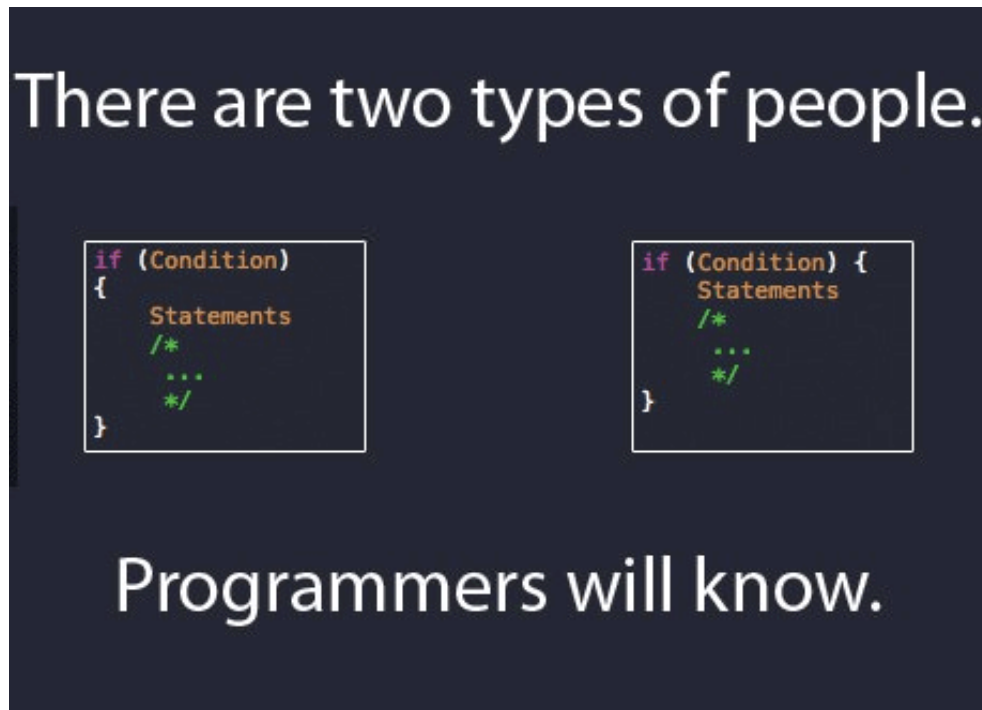 There are two types of people.
if (Condition)
{
    Statements
    /*
     ...
     */
}
if (Condition) {
    Statements
    /*
     ...
     */
}
Programmers will know.